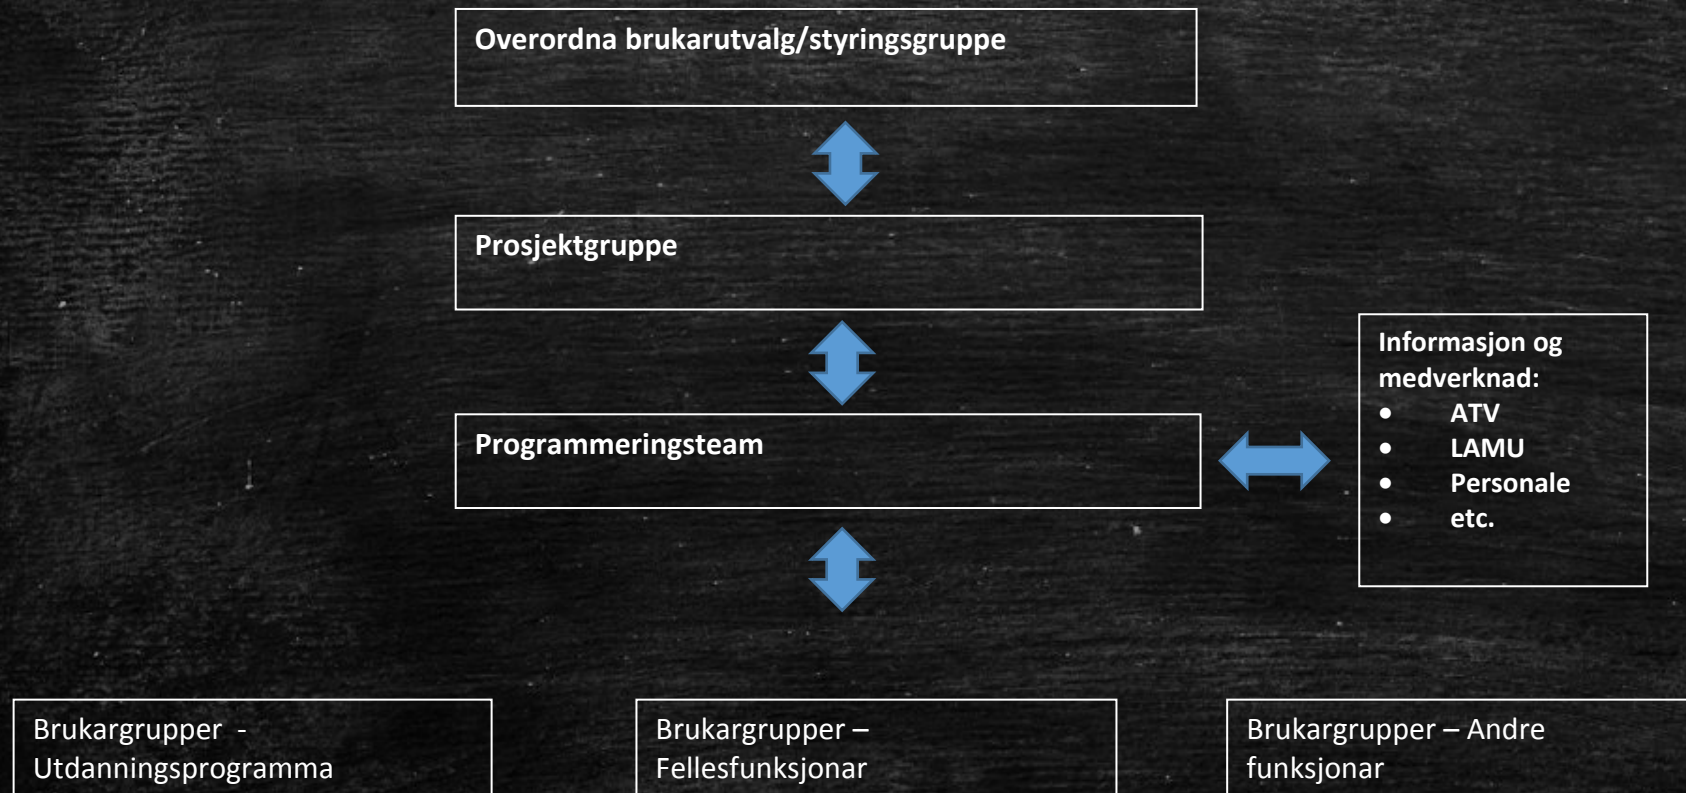 Overordna brukarutvalg/styringsgruppe
Prosjektgruppe
Programmeringsteam
Informasjon og
medverknad:
• ATV
• LAMU
• Personale
• etc.
Brukargrupper -
Utdanningsprogramma
Brukargrupper –
Fellesfunksjonar
Brukargrupper – Andre
funksjonar